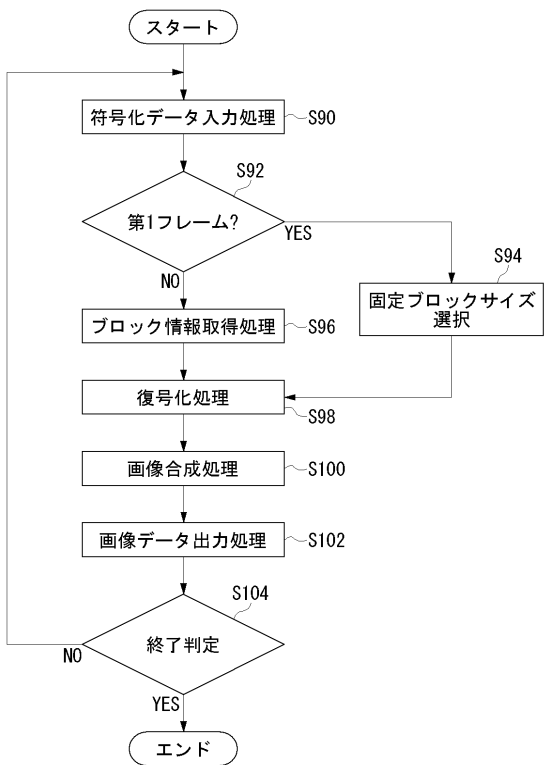 スタート
符号化データ入力処理
S90
S92
第1フレーム?
YES
NO
S94
固定ブロックサイズ
選択
ブロック情報取得処理
S96
復号化処理
S98
画像合成処理
S100
画像データ出力処理
S102
S104
終了判定
NO
YES
エンド